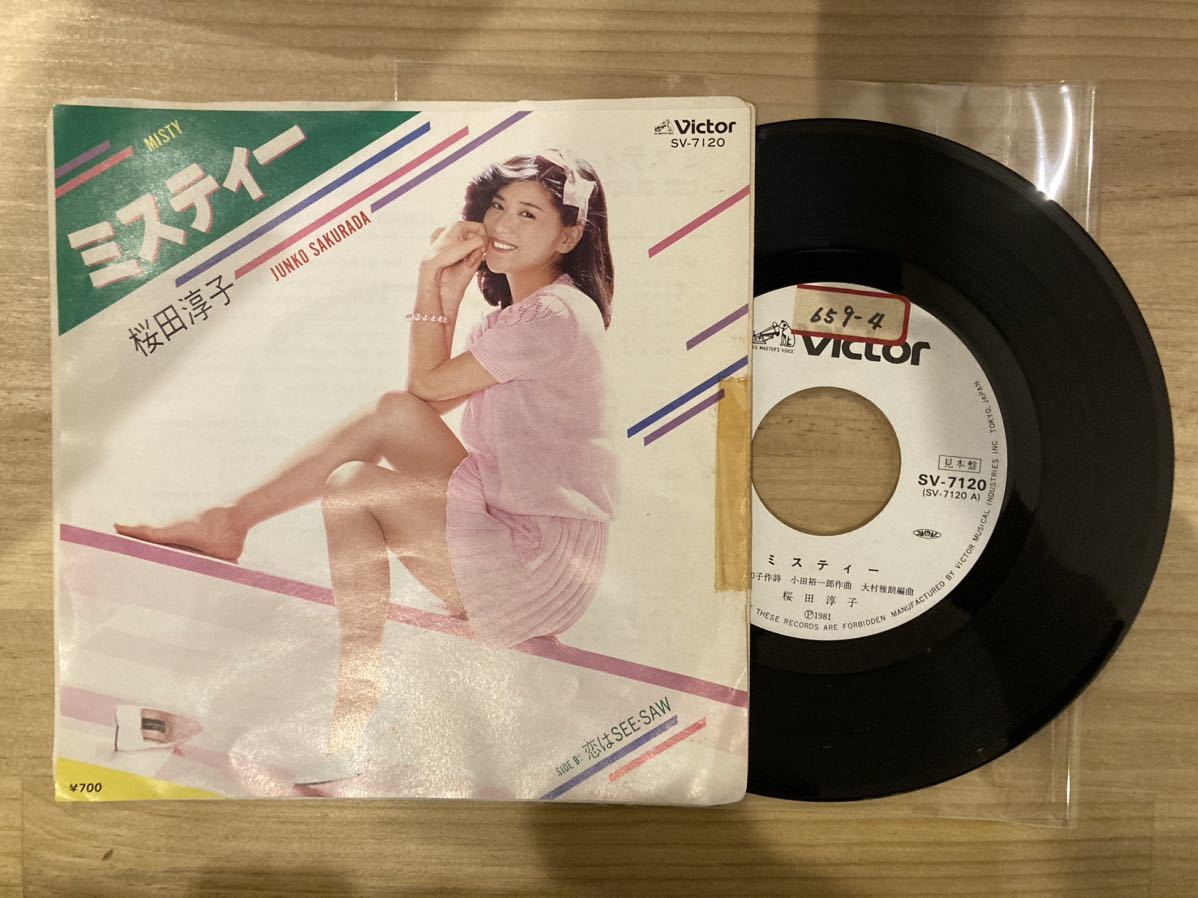 MISTY
ミスティー
桜田淳子
JUNKO SAKURADA
Victor
SV-7120
SIDE B: 恋はSEE-SAW
¥700
659-4
HIS MASTER'S VOICE
Victor
見本盤
SV-7120
(SV-7120 A)
ミスティー
子作詩 小田裕一郎作曲 大村雅朗編曲
桜田淳子
Ⓟ1981
THESE RECORDS ARE FORBIDDEN MANUFACTURED BY VICTOR MUSICAL INDUSTRIES INC TOKYO, JAPAN